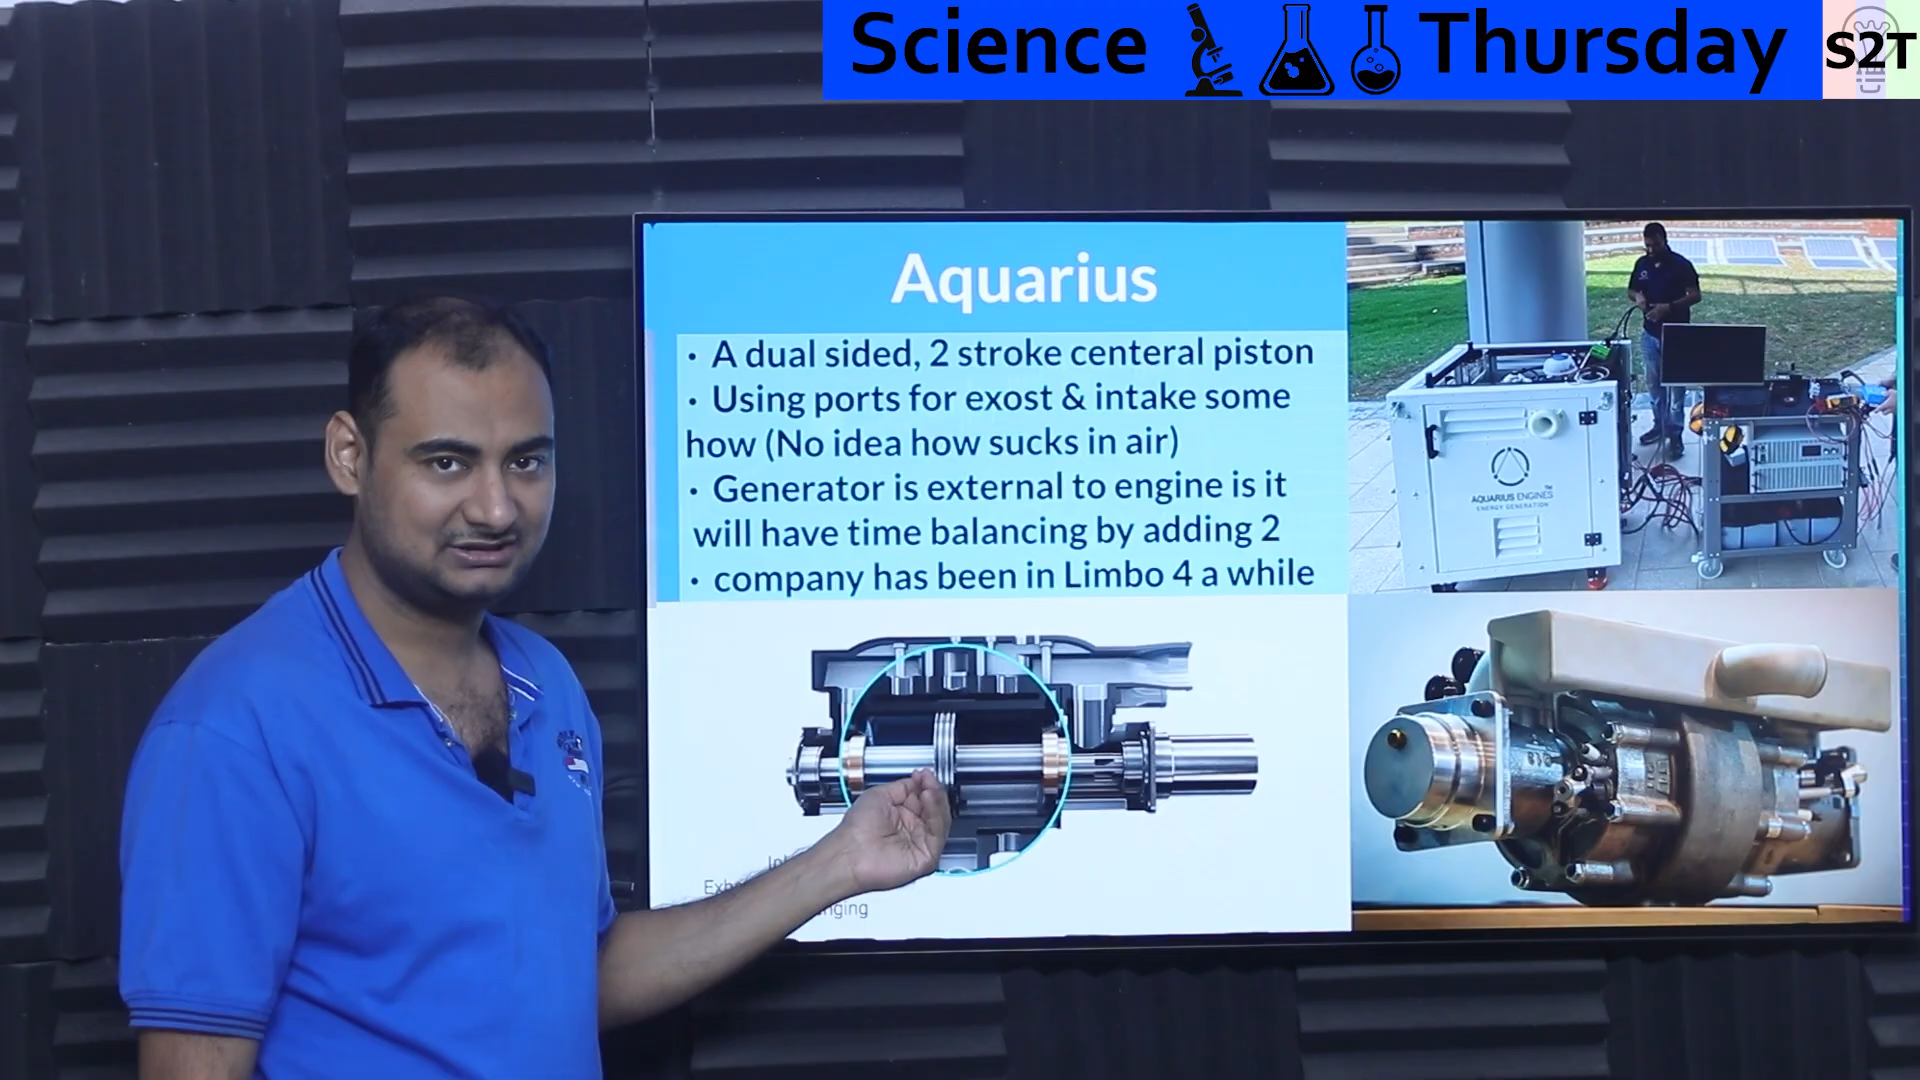 Science Thursday
S2T
Aquarius
• A dual sided, 2 stroke centeral piston
• Using ports for exost & intake some
how (No idea how sucks in air)
• Generator is external to engine is it
will have time balancing by adding 2
• company has been in Limbo 4 a while
AQUARIUS ENGINES
ENERGY GENERATION